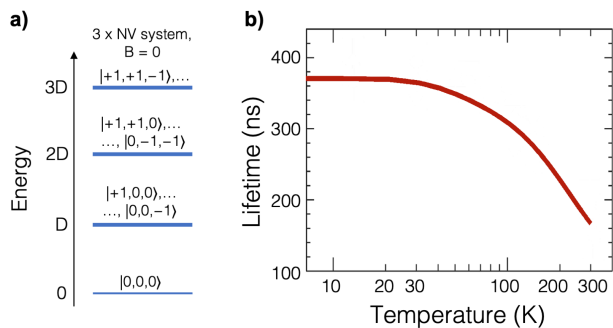 a)
3 x NV system,
B = 0
Energy
3D
|+1,+1,−1⟩,...
2D
|+1,+1,0⟩,...
..., |0,−1,−1⟩
D
|+1,0,0⟩,...
..., |0,0,−1⟩
0
|0,0,0⟩
b)
Lifetime (ns)
400
300
200
100
10 20 30 100 200 300
Temperature (K)